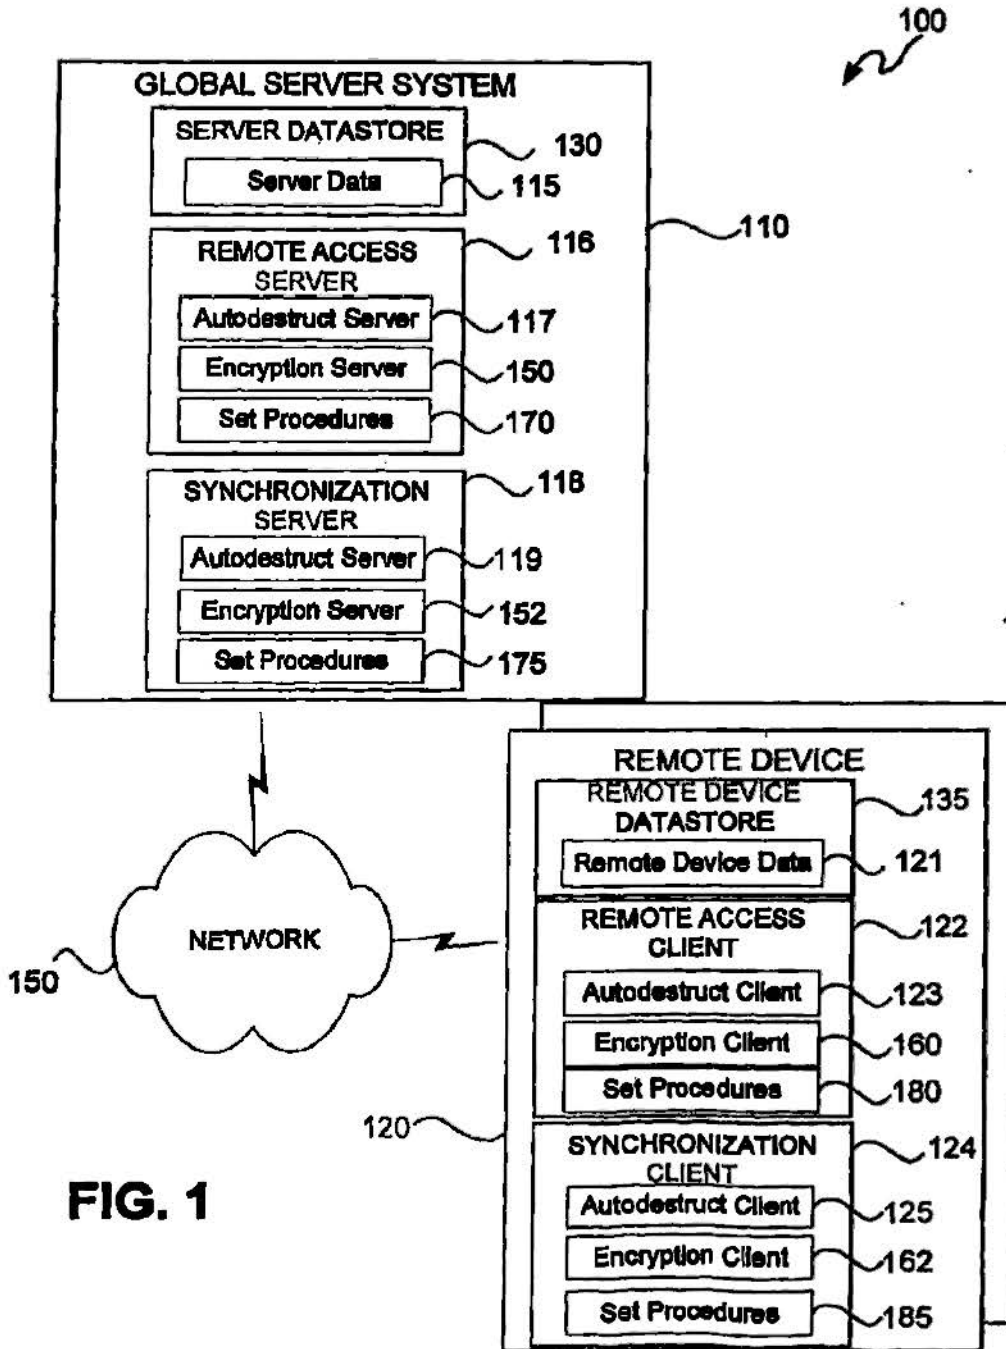 100
GLOBAL SERVER SYSTEM
SERVER DATASTORE
130
Server Data
115
110
REMOTE ACCESS
116
SERVER
Autodestruct Server
117
Encryption Server
150
Set Procedures
170
SYNCHRONIZATION
118
SERVER
Autodestruct Server
119
Encryption Server
152
Set Procedures
175
REMOTE DEVICE
REMOTE DEVICE
135
DATASTORE
Remote Device Data
121
REMOTE ACCESS
122
CLIENT
NETWORK
150
Autodestruct Client
123
Encryption Client
160
Set Procedures
180
120
SYNCHRONIZATION
124
CLIENT
Autodestruct Client
125
Encryption Client
162
Set Procedures
185
FIG. 1